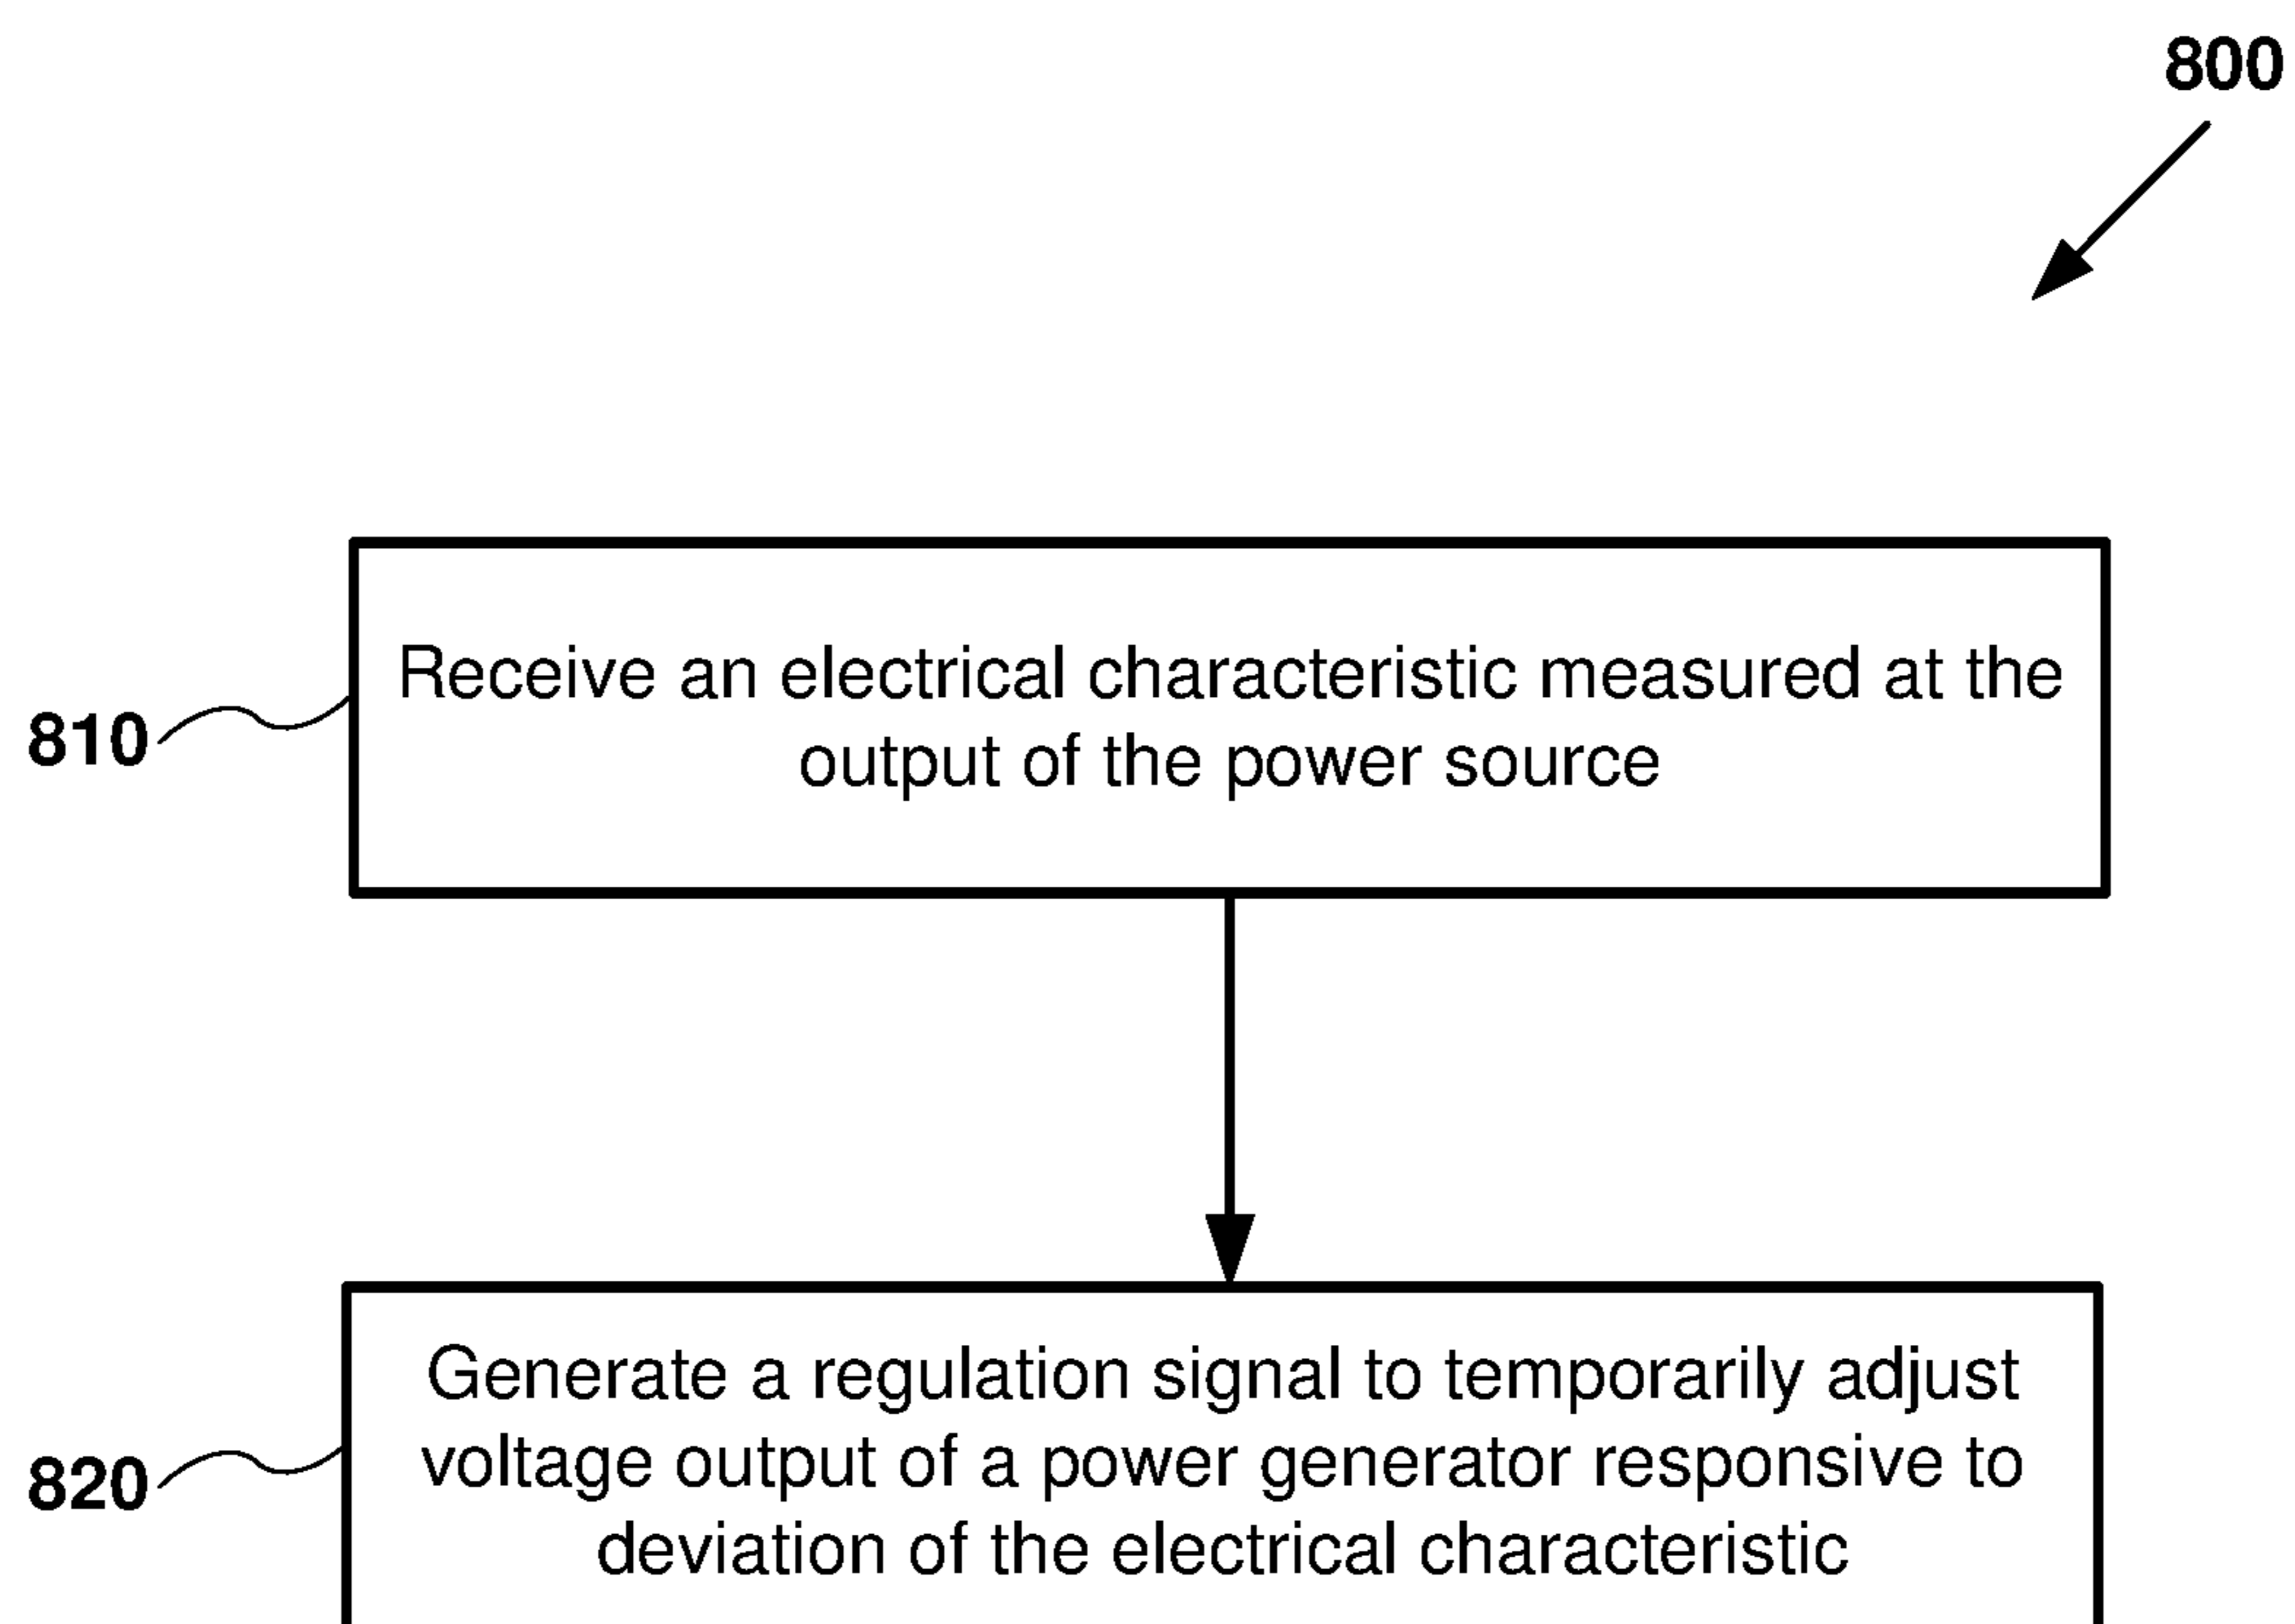 800
Receive an electrical characteristic measured at the
output of the power source
810
Generate a regulation signal to temporarily adjust
voltage output of a power generator responsive to
deviation of the electrical characteristic
820